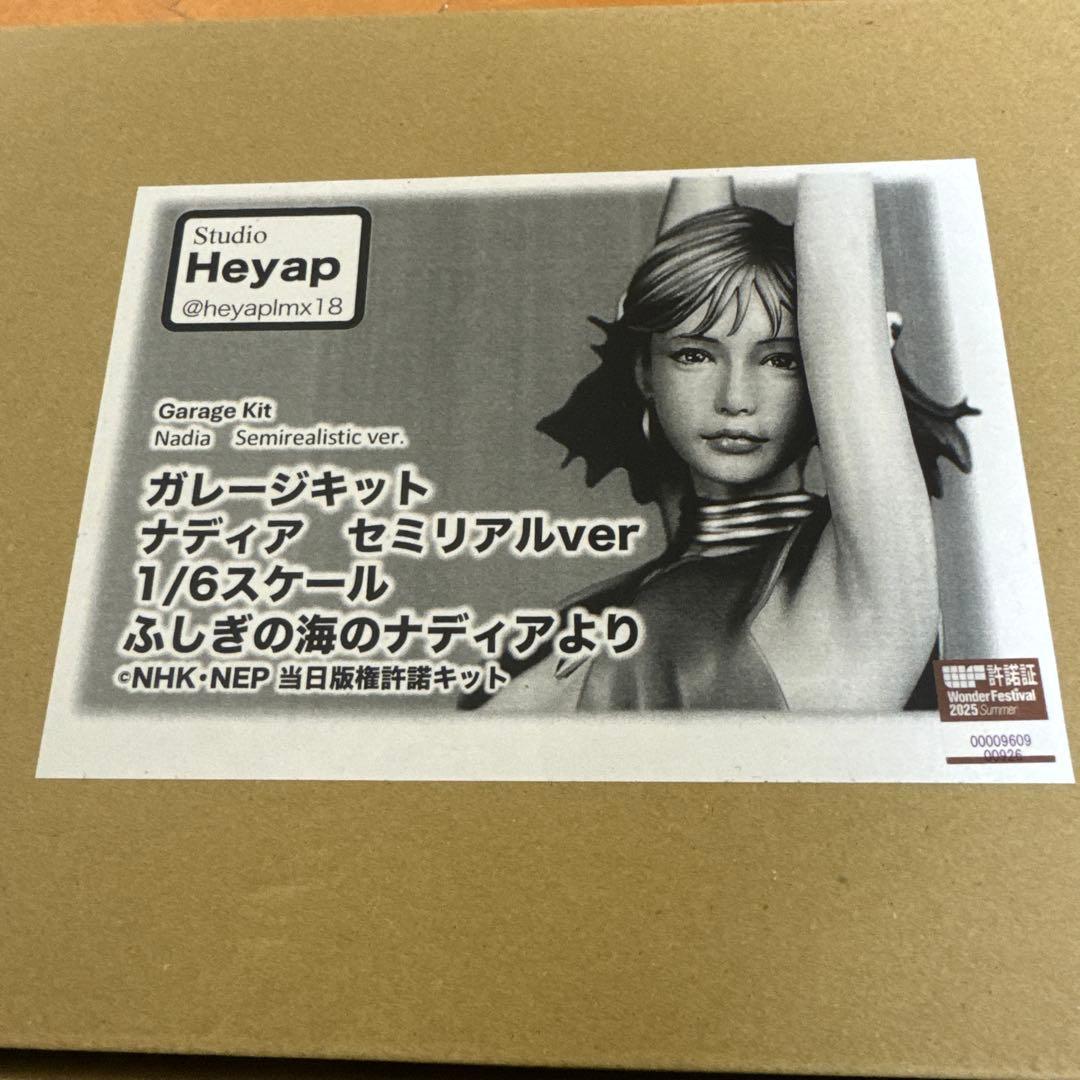 Studio
Heyap
@heyaplmx18
Garage Kit
Nadia Semirealistic ver.
ガレージキット
ナディア セミリアルver
1/6スケール
ふしぎの海のナディアより
©NHK・NEP 当日版権許諾キット
WF 許諾証
Wonder Festival
2025 Summer
00009609
00926